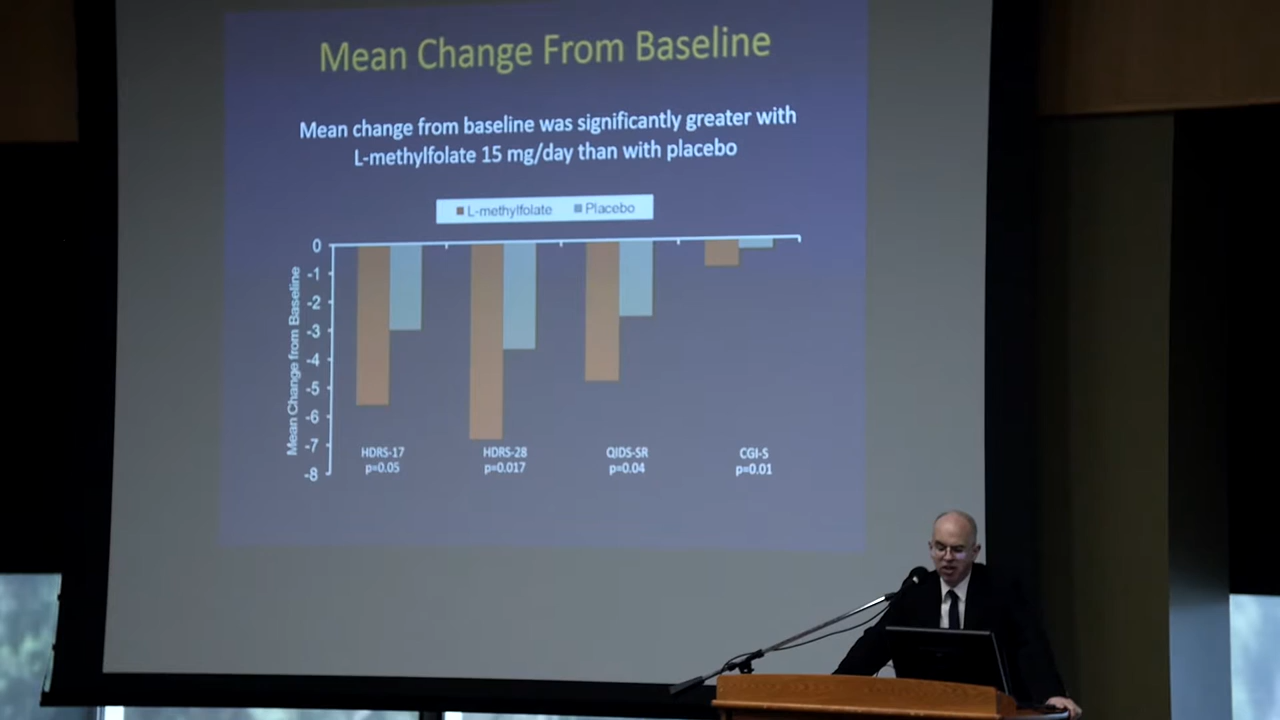 Mean Change From Baseline
Mean change from baseline was significantly greater with
L-methylfolate 15 mg/day than with placebo
L-methylfolate Placebo
Mean Change from Baseline
0
-1
-2
-3
-4
-5
-6
-7
-8
HDRS-17 HDRS-28 QIDS-SR CGI-S
p=0.05 p=0.017 p=0.04 p=0.01